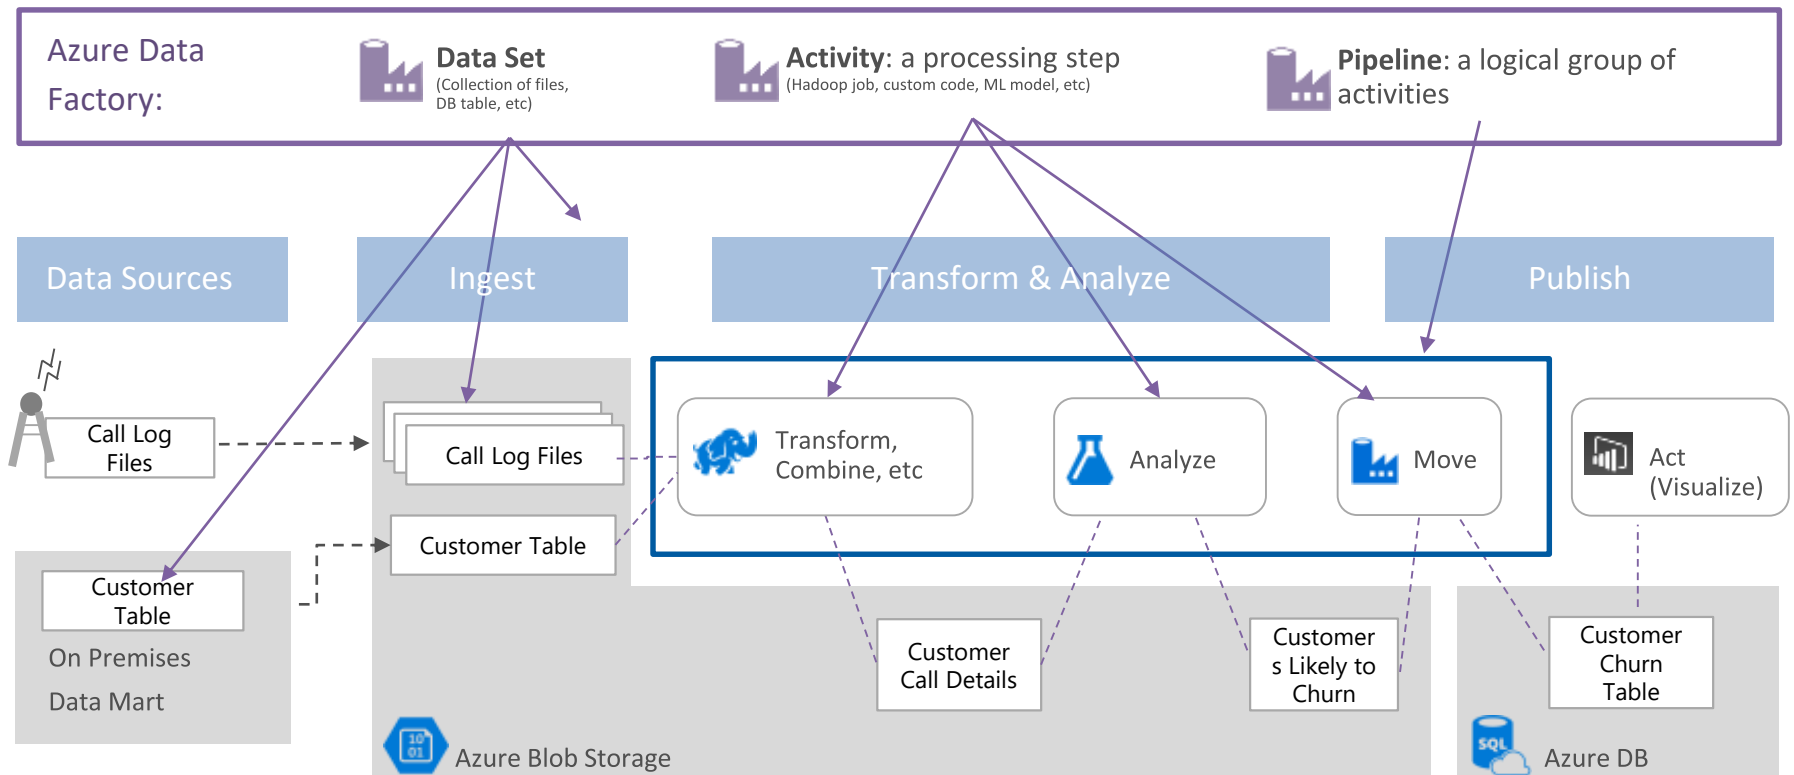 Azure Data
Factory:
Data Set
(Collection of files,
DB table, etc)
Activity: a processing step
(Hadoop job, custom code, ML model, etc)
Pipeline: a logical group of
activities
Data Sources
Ingest
Transform & Analyze
Publish
Call Log
Files
Call Log Files
Customer Table
Transform,
Combine, etc
Analyze
Move
Act
(Visualize)
Customer
Table
On Premises
Data Mart
Customer
Call Details
Customer
s Likely to
Churn
Customer
Churn
Table
10
01
Azure Blob Storage
SQL
Azure DB